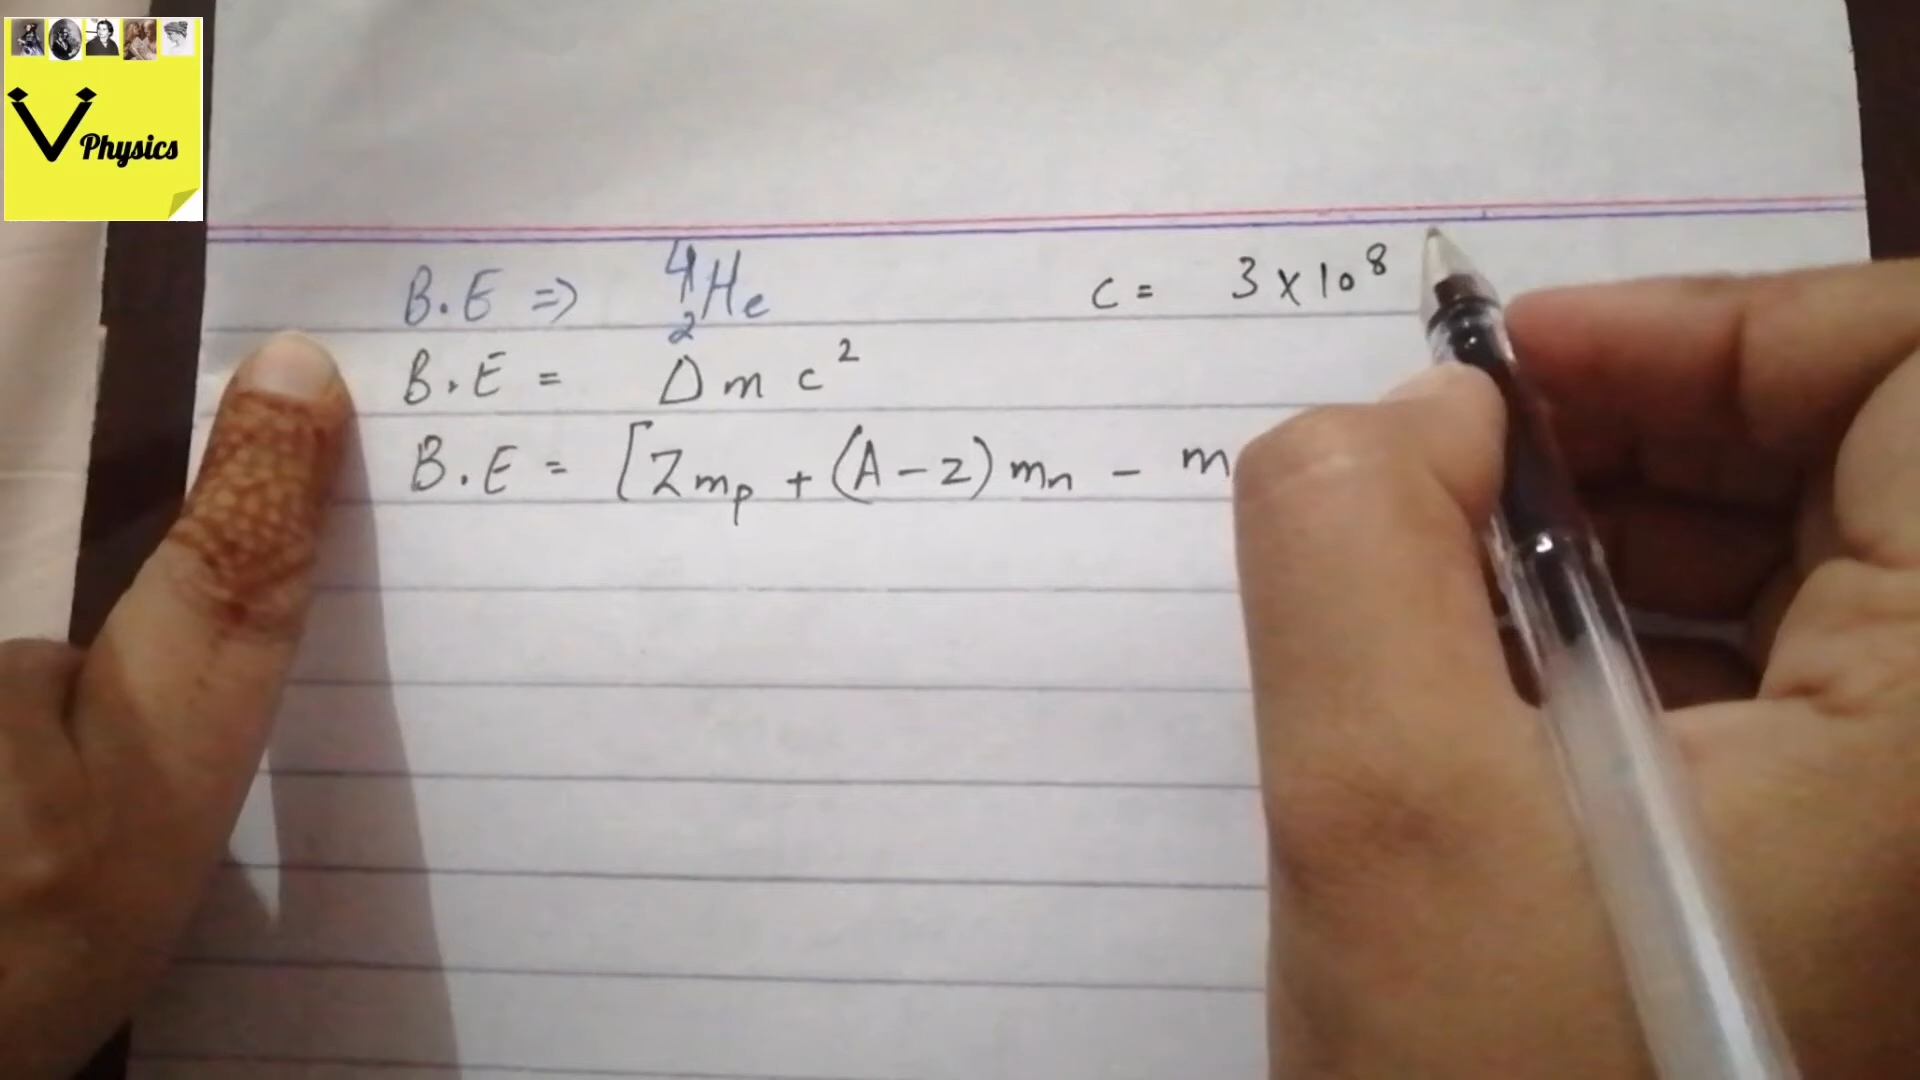 V Physics
B.E ⇒ ⁴₂He
c = 3 x 10⁸
B.E = Δm c²
B.E = [Zmₚ + (A-z)mₙ - m